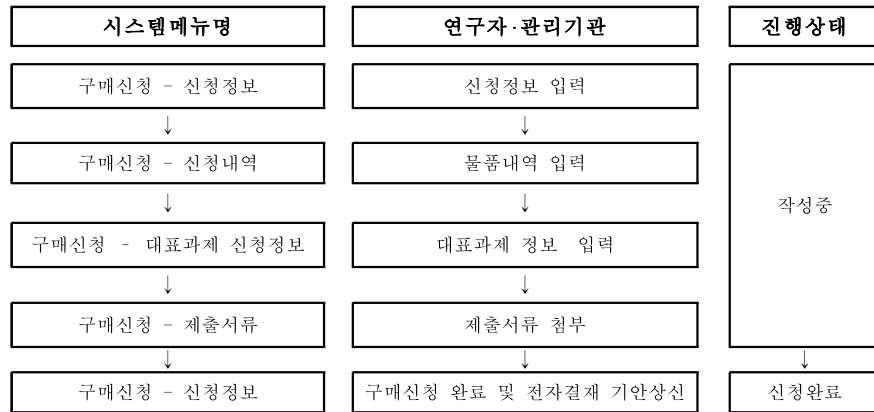 시스템메뉴명 연구자·관리기관 진행상태
구매신청 - 신청정보 신청정보 입력
↓ ↓
구매신청 - 신청내역 물품내역 입력
↓ ↓ 작성중
구매신청 - 대표과제 신청정보 대표과제 정보 입력
↓ ↓
구매신청 - 제출서류 제출서류 첨부
↓ ↓ ↓
구매신청 - 신청정보 구매신청 완료 및 전자결재 기안상신 신청완료